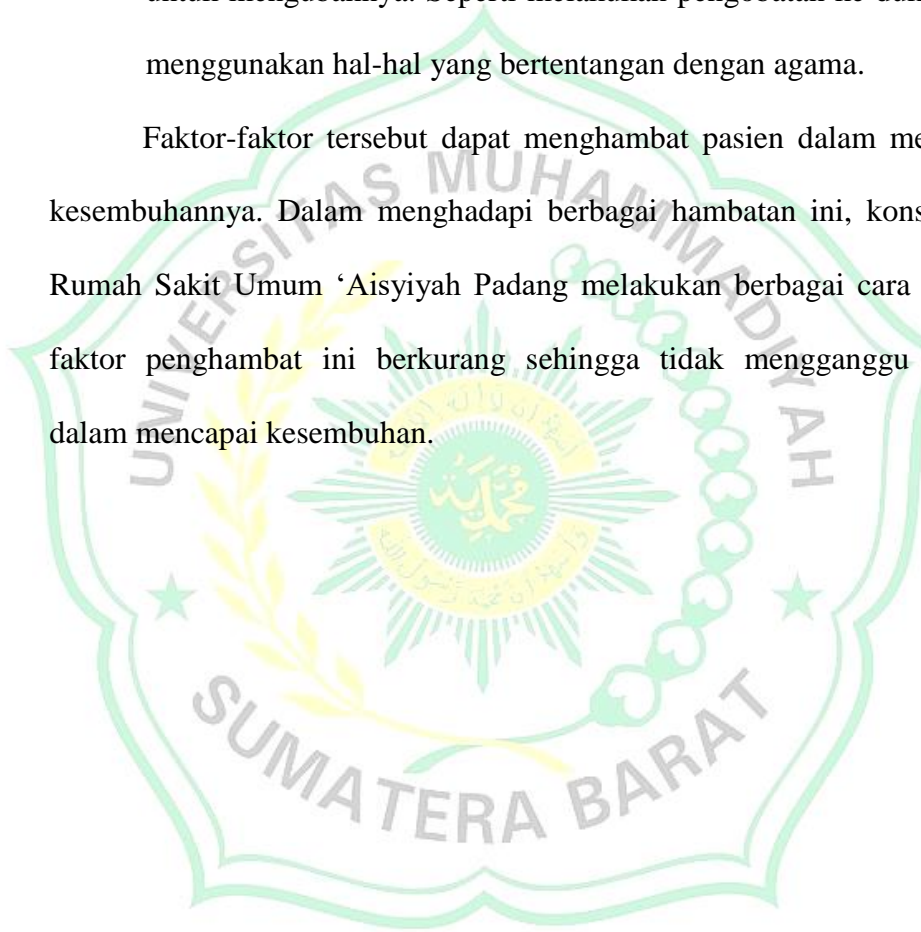 menggunakan hal-hal yang bertentangan dengan agama.
Faktor-faktor tersebut dapat menghambat pasien dalam
kesembuhannya. Dalam menghadapi berbagai hambatan ini,
Rumah Sakit Umum ‘Aisyiyah Padang melakukan berbagai cara
faktor penghambat ini berkurang sehingga tidak mengganggu
dalam mencapai kesembuhan.
UNIVERSITAS MUHAMMADIYAH
SUMATERA BARAT